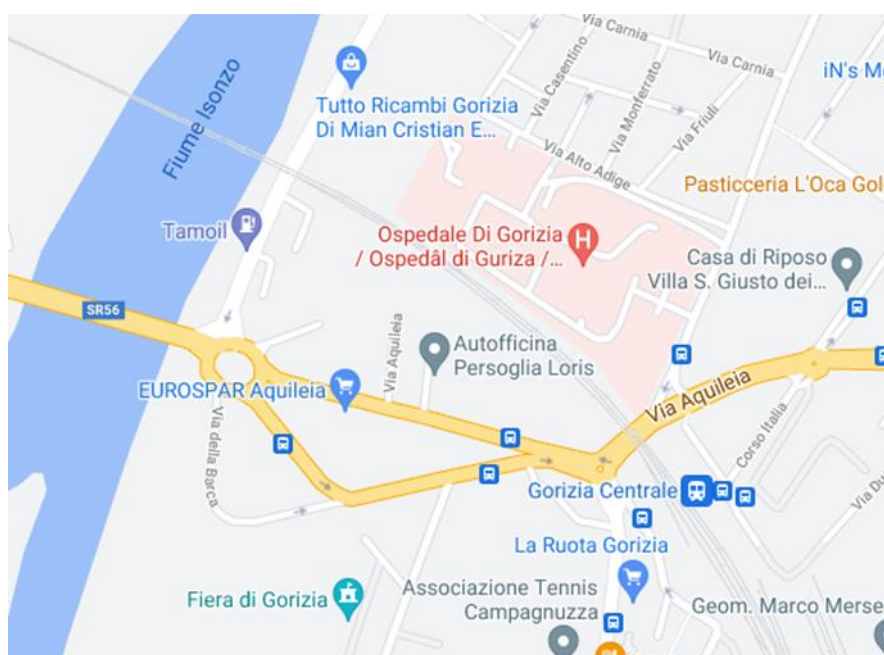 Via Carnia
Via Carnia
iN's M
Fiume Isonzo
Via Casentino
Via Monferrato
Via Friuli
Tutto Ricambi Gorizia
Di Mian Cristian E...
Via Alto Adige
Pasticceria L'Oca Gol
Tamoil
Ospedale Di Gorizia
/ Ospedâl di Guriza /...
H
Casa di Riposo
Villa S. Giusto dei...
SR56
Autofficina
Persoglia Loris
Via Aquileia
EUROSPAR Aquileia
Via Aquileia
Via della Barca
Corso Italia
Gorizia Centrale
Via Du
La Ruota Gorizia
Fiera di Gorizia
Associazione Tennis
Campagnuzza
Geom. Marco Merse